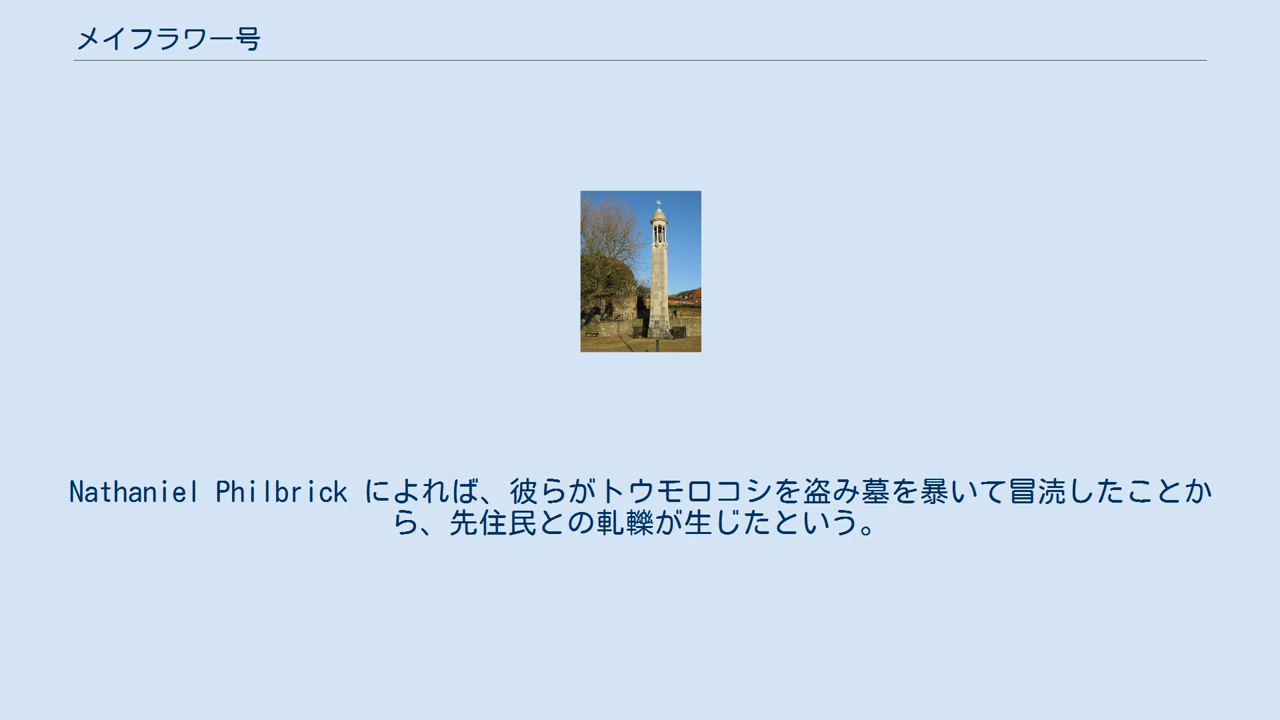 メイフラワー号
Nathaniel Philbrick によれば、彼らがトウモロコシを盗み墓を暴いて冒涜したことか
ら、先住民との軋轢が生じたという。